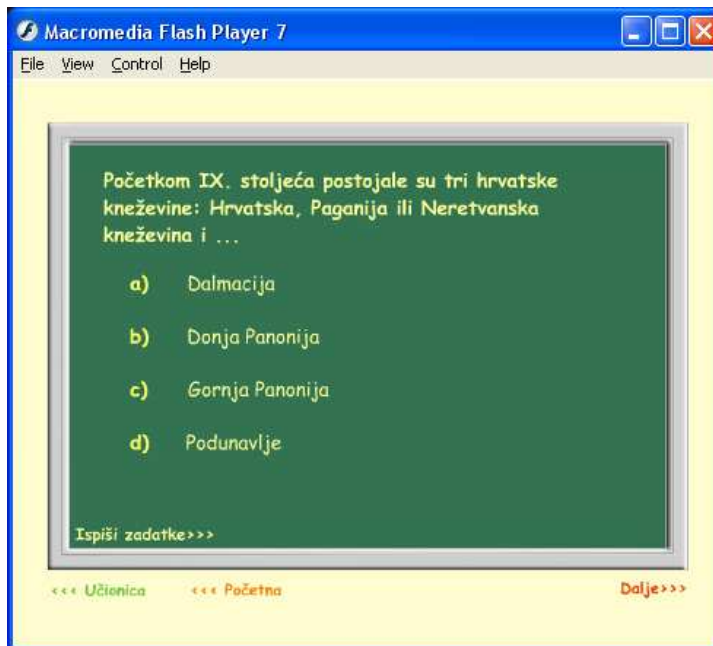 Macromedia Flash Player 7
File View Control Help
Početkom IX. stoljeća postojale su tri hrvatske
kneževine: Hrvatska, Paganija ili Neretvanska
kneževina i ...
a) Dalmacija
b) Donja Panonija
c) Gornja Panonija
d) Podunavlje
Ispiši zadatke>>>
<<< Učionica <<< Početna Dalje>>>